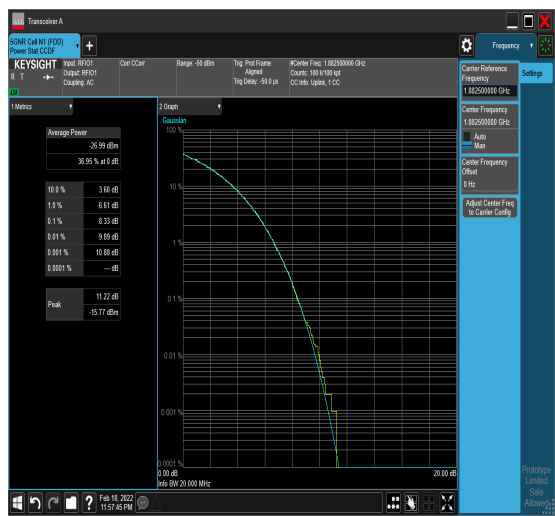 Transceiver A
5GNR Cell N1 (FDD)
Power Stat CCDF
Frequency
KEYSIGHT
R T
Input: RFIO1
Output: RFIO1
Coupling: AC
Corr CCorr
Range: -50 dBm
Trig: Prot Frame
Aligned
Trig Delay: -50.0 µs
#Center Freq: 1.882500000 GHz
Counts: 100 k/100 kpt
CC Info: Uplink, 1 CC
Carrier Reference
Frequency
1.882500000 GHz
Settings
Center Frequency
1.882500000 GHz
Auto
Man
Center Frequency
Offset
0 Hz
Adjust Center Freq
to Carrier Config
1 Metrics
Average Power
-26.99 dBm
36.95 % at 0 dB
10.0 % 3.60 dB
1.0 % 6.61 dB
0.1 % 8.33 dB
0.01 % 9.89 dB
0.001 % 10.88 dB
0.0001 % --- dB
Peak
11.22 dB
-15.77 dBm
2 Graph
Gaussian
100 %
10 %
1 %
0.1 %
0.01 %
0.001 %
0.0001 %
0.00 dB 20.00 dB
Info BW 20.000 MHz
Feb 18, 2022
11:57:45 PM
Prototype
Limited
Sale
Allowed